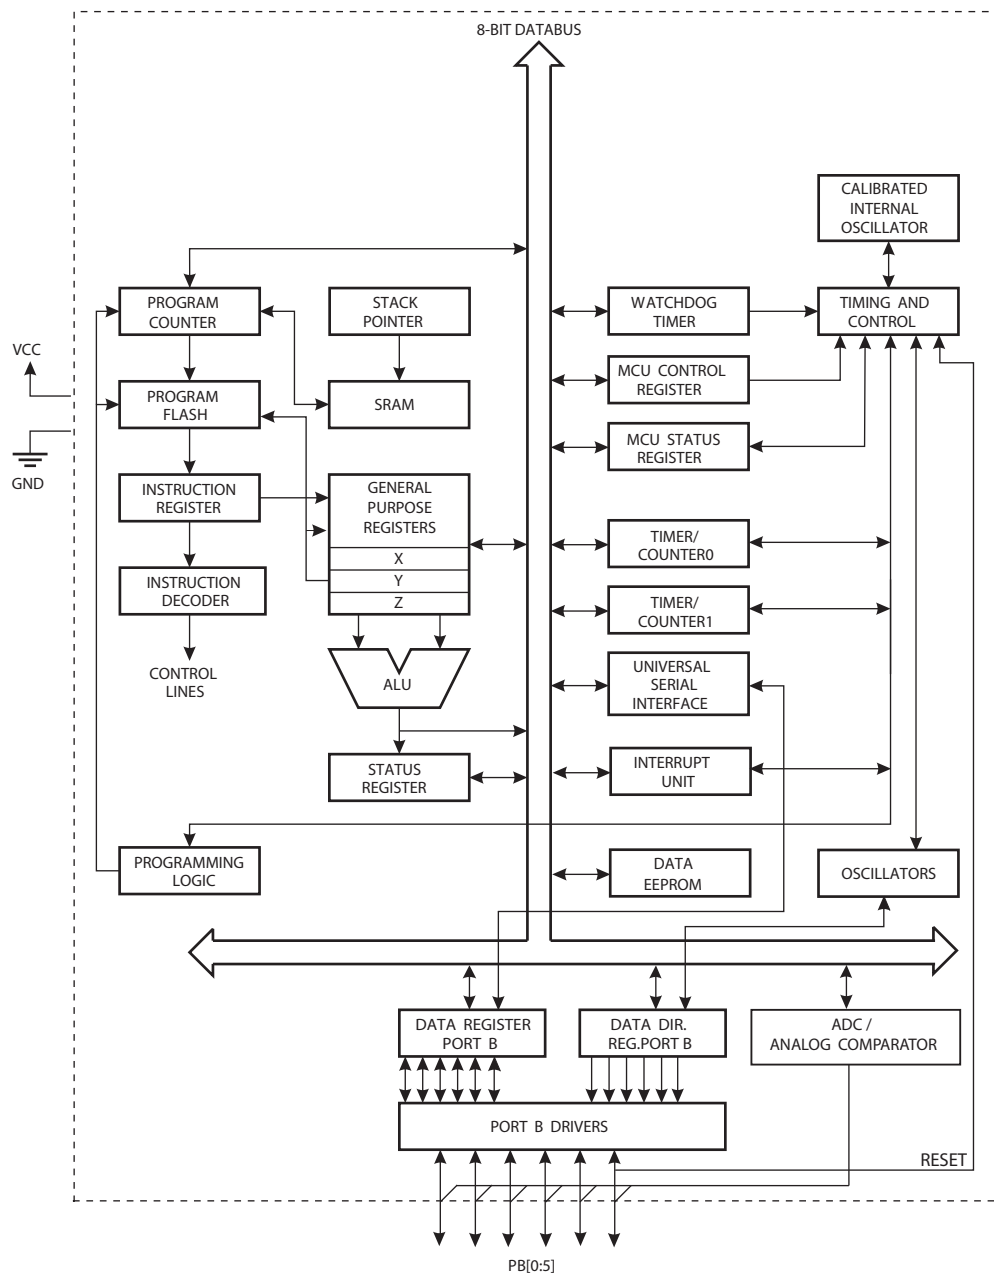 8-BIT DATABUS
CALIBRATED
INTERNAL
OSCILLATOR
PROGRAM
COUNTER
STACK
POINTER
WATCHDOG
TIMER
TIMING AND
CONTROL
VCC
PROGRAM
FLASH
SRAM
MCU CONTROL
REGISTER
MCU STATUS
REGISTER
GND
INSTRUCTION
REGISTER
GENERAL
PURPOSE
REGISTERS
X
Y
Z
TIMER/
COUNTER0
INSTRUCTION
DECODER
TIMER/
COUNTER1
CONTROL
LINES
ALU
UNIVERSAL
SERIAL
INTERFACE
STATUS
REGISTER
INTERRUPT
UNIT
PROGRAMMING
LOGIC
DATA
EEPROM
OSCILLATORS
DATA REGISTER
PORT B
DATA DIR.
REG.PORT B
ADC /
ANALOG COMPARATOR
PORT B DRIVERS
RESET
PB[0:5]